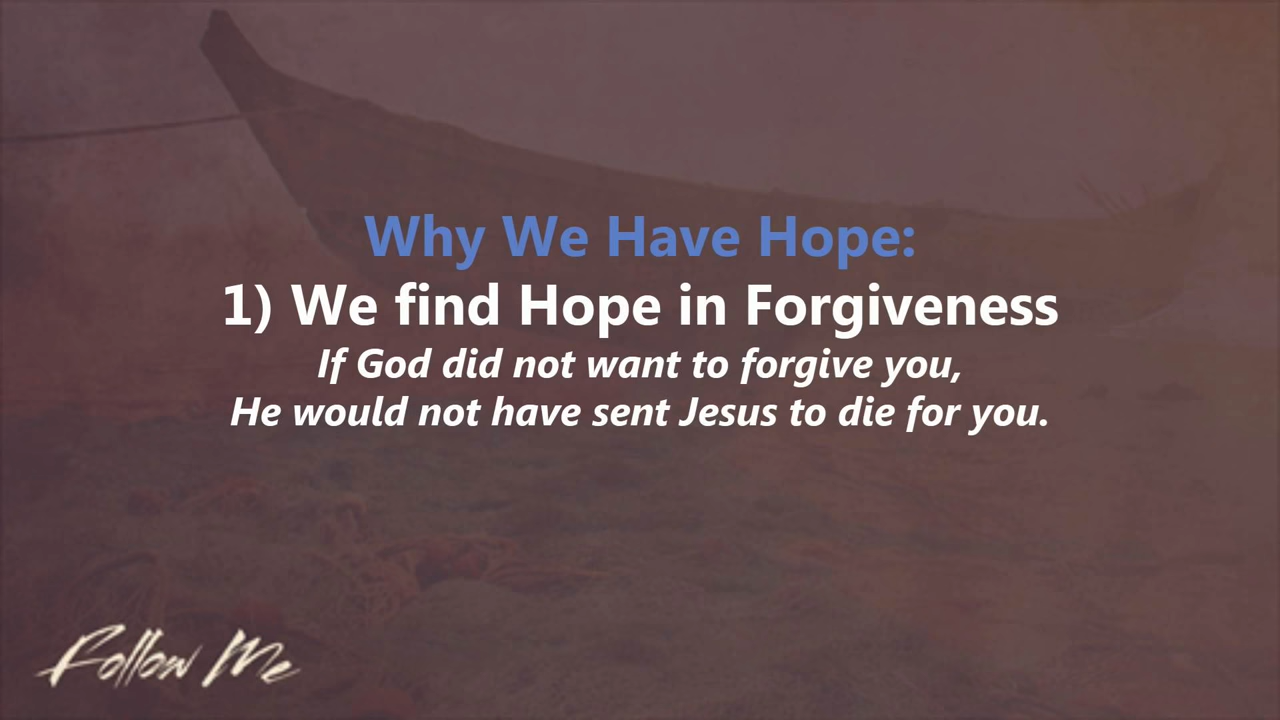 Why We Have Hope:
1) We find Hope in Forgiveness
If God did not want to forgive you,
He would not have sent Jesus to die for you.
Follow Me